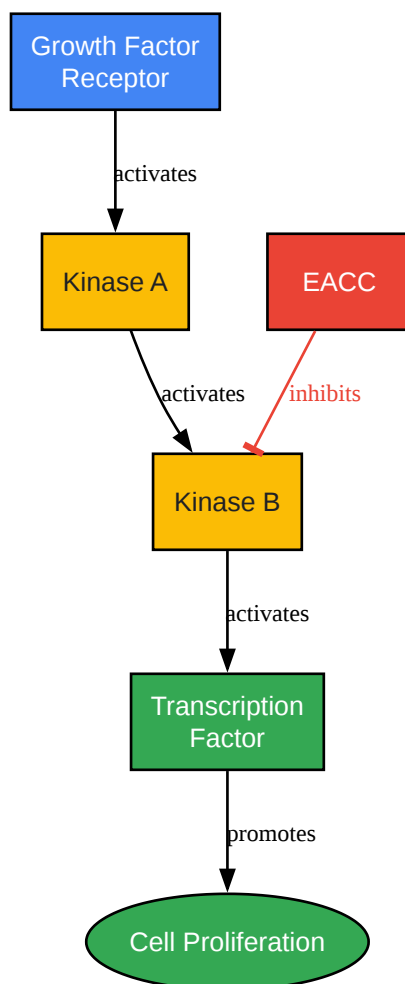 Growth Factor
Receptor
activates
Kinase A
EACC
activates
inhibits
Kinase B
activates
Transcription
Factor
promotes
Cell Proliferation